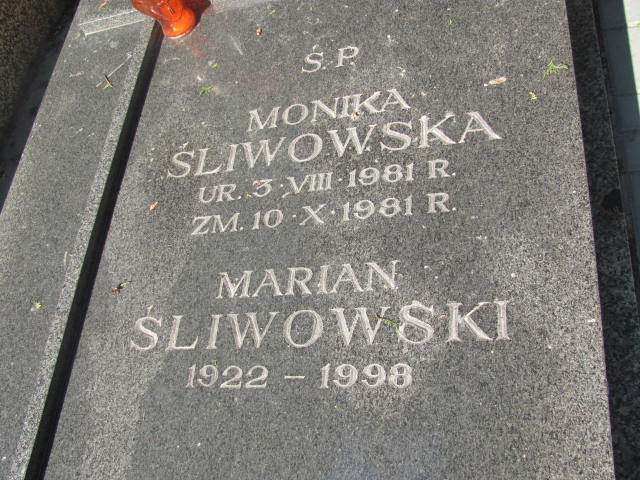 Ś.P.
MONIKA
ŚLIWOWSKA
UR. 3·VIII·1981 R.
ZM. 10·X·1981 R.
MARIAN
ŚLIWOWSKI
1922 – 1998